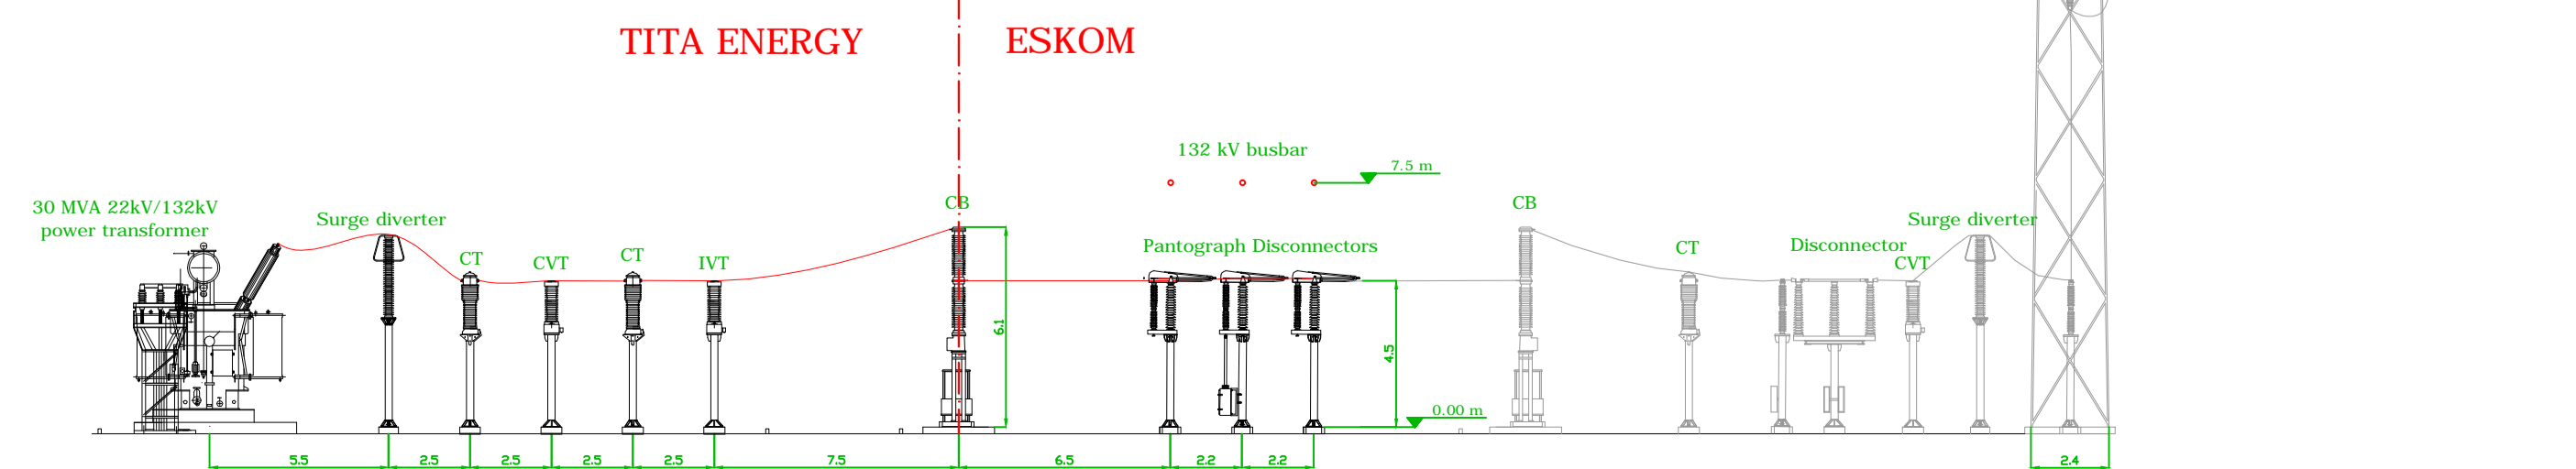 TITA ENERGY
ESKOM
132 kV busbar
7.5 m
30 MVA 22kV/132kV
power transformer
Surge diverter
CT
CVT
CT
IVT
CB
Pantograph Disconnectors
CB
CT
Disconnector
CVT
Surge diverter
6.1
4.5
0.00 m
5.5
2.5
2.5
2.5
2.5
7.5
6.5
2.2
2.2
2.4